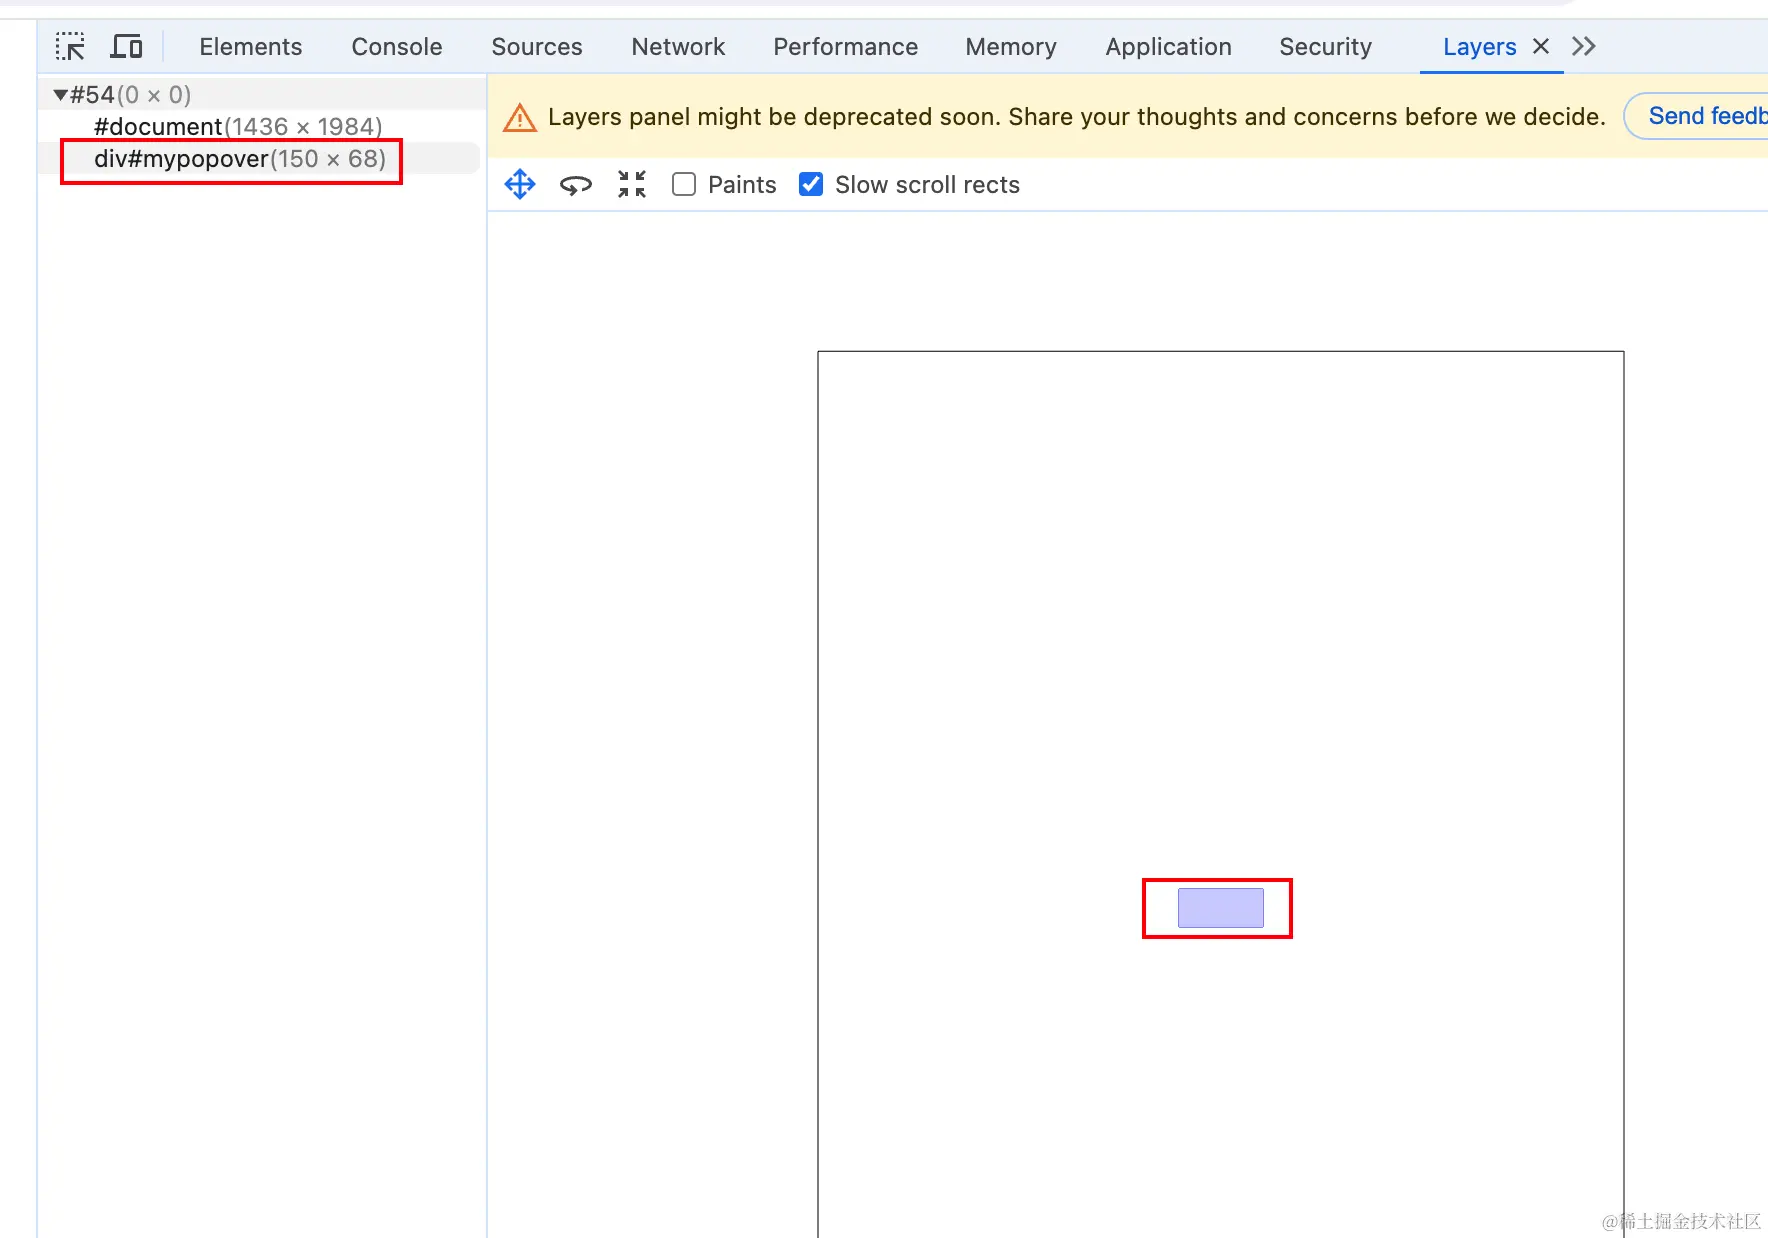 Elements Console Sources Network Performance Memory Application Security Layers
#54(0 × 0)
#document(1436 × 1984)
div#mypopover(150 × 68)
Layers panel might be deprecated soon. Share your thoughts and concerns before we decide. Send feedb
Paints Slow scroll rects
@稀土掘金技术社区